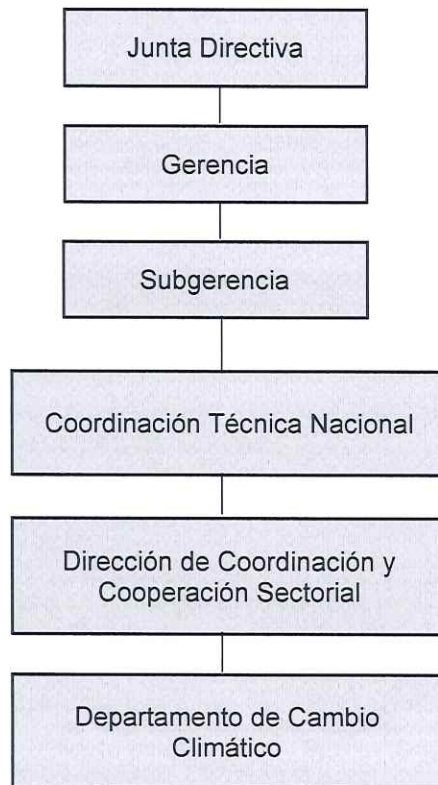 Junta Directiva
Gerencia
Subgerencia
Coordinación Técnica Nacional
Dirección de Coordinación y
Cooperación Sectorial
Departamento de Cambio
Climático